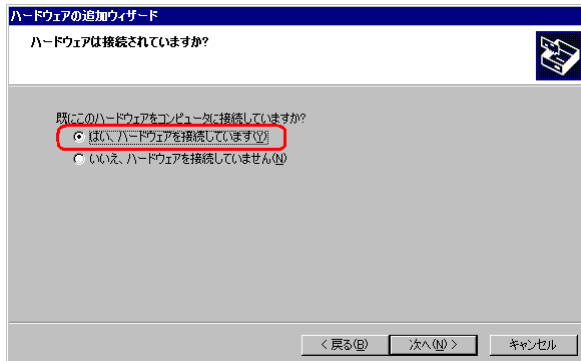 ハードウェアの追加ウィザード
ハードウェアは接続されていますか?
既にこのハードウェアをコンピュータに接続していますか?
はい、ハードウェアを接続しています(Y)
いいえ、ハードウェアを接続していません(N)
< 戻る(B) 次へ(N) > キャンセル